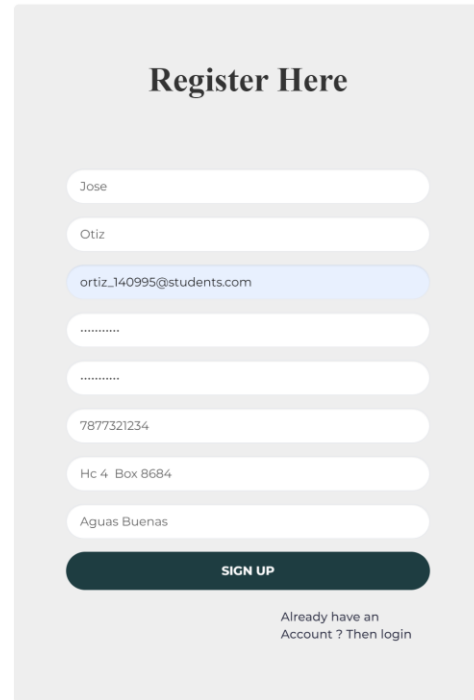 Register Here
Jose
Otiz
ortiz_140995@students.com
...........
...........
7877321234
Hc 4 Box 8684
Aguas Buenas
SIGN UP
Already have an
Account ? Then login